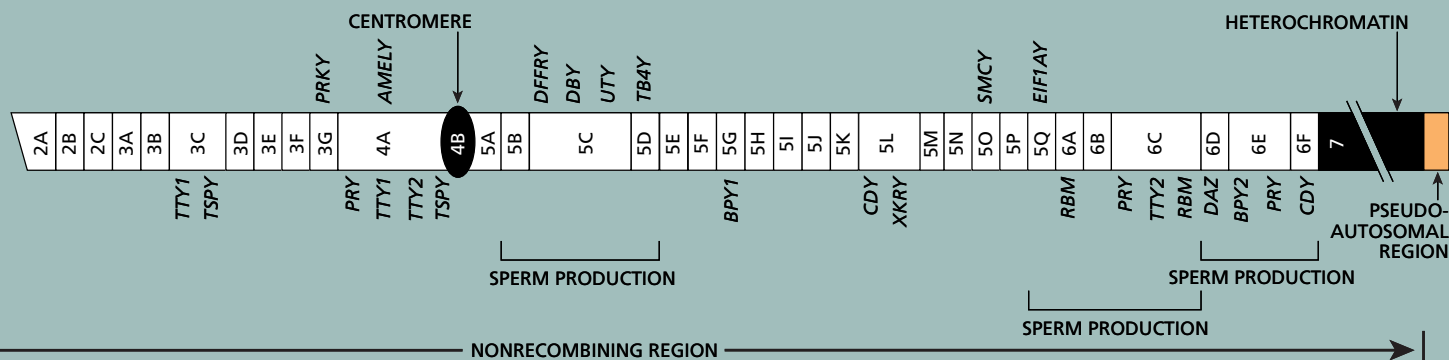 CENTROMERE
HETEROCHROMATIN
PRKY
AMELY
DFFRY
DBY
UTY
TB4Y
SMCY
EIF1AY
2A 2B 2C 3A 3B 3C 3D 3E 3F 3G 4A 4B 5A 5B 5C 5D 5E 5F 5G 5H 5I 5J 5K 5L 5M 5N 5O 5P 5Q 6A 6B 6C 6D 6E 6F 7
TTY1
TSPY
PRY
TTY1
TTY2
TSPY
BPY1
CDY
XKRY
RBM
PRY
TTY2
RBM
DAZ
BPY2
PRY
CDY
PSEUDO-
AUTOSOMAL
REGION
SPERM PRODUCTION
SPERM PRODUCTION
SPERM PRODUCTION
NONRECOMBINING REGION